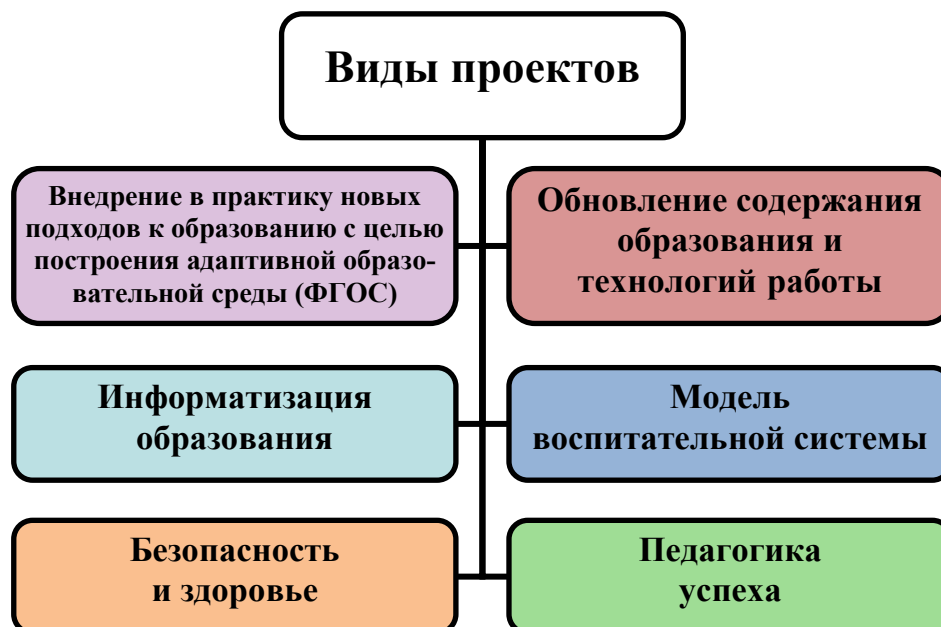 Виды проектов
Внедрение в практику новых
подходов к образованию с целью
построения адаптивной образо-
вательной среды (ФГОС)
Обновление содержания
образования и
технологий работы
Информатизация
образования
Модель
воспитательной системы
Безопасность
и здоровье
Педагогика
успеха